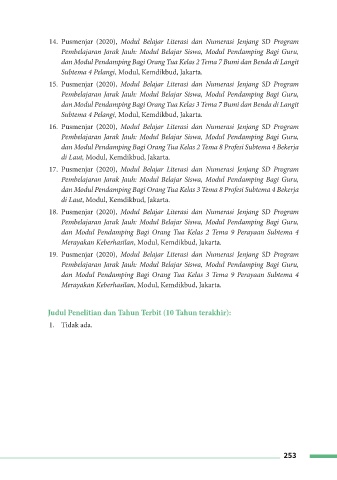 14. Pusmenjar (2020), Modul Belajar Literasi dan Numerasi Jenjang SD Program
Pembelajaran Jarak Jauh: Modul Belajar Siswa, Modul Pendamping Bagi Guru,
dan Modul Pendamping Bagi Orang Tua Kelas 2 Tema 7 Bumi dan Benda di Langit
Subtema 4 Pelangi, Modul, Kemdikbud, Jakarta.
15. Pusmenjar (2020), Modul Belajar Literasi dan Numerasi Jenjang SD Program
Pembelajaran Jarak Jauh: Modul Belajar Siswa, Modul Pendamping Bagi Guru,
dan Modul Pendamping Bagi Orang Tua Kelas 3 Tema 7 Bumi dan Benda di Langit
Subtema 4 Pelangi, Modul, Kemdikbud, Jakarta.
16. Pusmenjar (2020), Modul Belajar Literasi dan Numerasi Jenjang SD Program
Pembelajaran Jarak Jauh: Modul Belajar Siswa, Modul Pendamping Bagi Guru,
dan Modul Pendamping Bagi Orang Tua Kelas 2 Tema 8 Profesi Subtema 4 Bekerja
di Laut, Modul, Kemdikbud, Jakarta.
17. Pusmenjar (2020), Modul Belajar Literasi dan Numerasi Jenjang SD Program
Pembelajaran Jarak Jauh: Modul Belajar Siswa, Modul Pendamping Bagi Guru,
dan Modul Pendamping Bagi Orang Tua Kelas 3 Tema 8 Profesi Subtema 4 Bekerja
di Laut, Modul, Kemdikbud, Jakarta.
18. Pusmenjar (2020), Modul Belajar Literasi dan Numerasi Jenjang SD Program
Pembelajaran Jarak Jauh: Modul Belajar Siswa, Modul Pendamping Bagi Guru,
dan Modul Pendamping Bagi Orang Tua Kelas 2 Tema 9 Perayaan Subtema 4
Merayakan Keberhasilan, Modul, Kemdikbud, Jakarta.
19. Pusmenjar (2020), Modul Belajar Literasi dan Numerasi Jenjang SD Program
Pembelajaran Jarak Jauh: Modul Belajar Siswa, Modul Pendamping Bagi Guru,
dan Modul Pendamping Bagi Orang Tua Kelas 3 Tema 9 Perayaan Subtema 4
Merayakan Keberhasilan, Modul, Kemdikbud, Jakarta.
Judul Penelitian dan Tahun Terbit (10 Tahun terakhir):
1. Tidak ada.
253